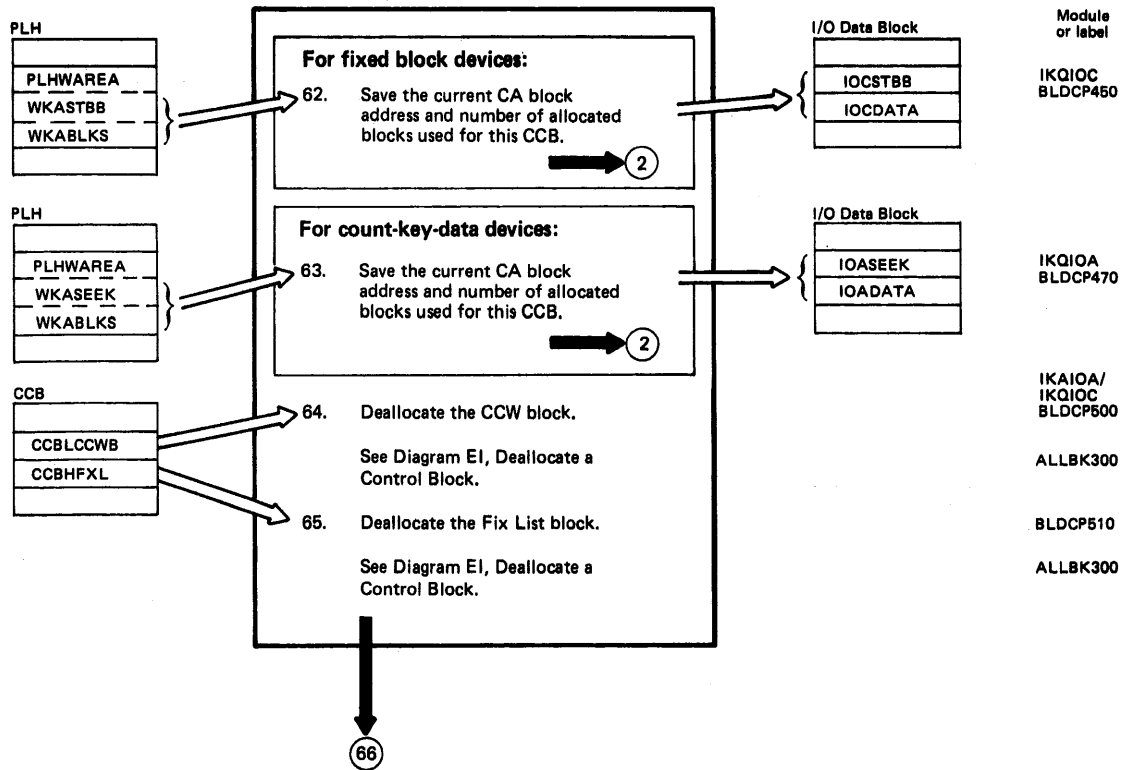 PLH
PLHWAREA
WKASTBB
WKABLKS
For fixed block devices:
62. Save the current CA block
address and number of allocated
blocks used for this CCB.
2
I/O Data Block
IOCSTBB
IOCDATA
Module
or label
IKQIOC
BLDCP450
PLH
PLHWAREA
WKASEEK
WKABLKS
For count-key-data devices:
63. Save the current CA block
address and number of allocated
blocks used for this CCB.
2
I/O Data Block
IOASEEK
IOADATA
IKQIOA
BLDCP470
CCB
CCBLCCWB
CCBHFXL
64. Deallocate the CCW block.
See Diagram EI, Deallocate a
Control Block.
65. Deallocate the Fix List block.
See Diagram EI, Deallocate a
Control Block.
IKAIOA/
IKQIOC
BLDCP500
ALLBK300
BLDCP510
ALLBK300
66